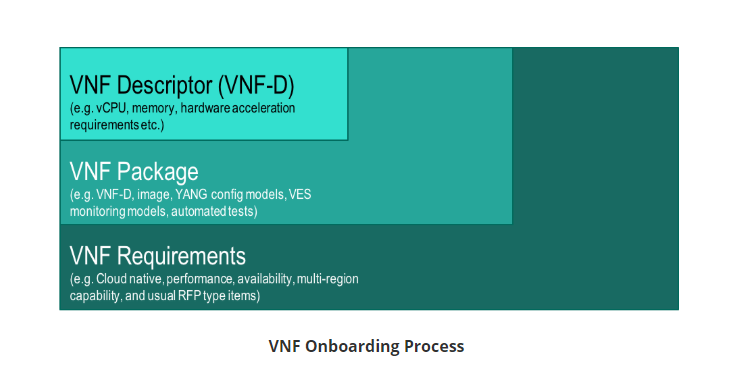 VNF Descriptor (VNF-D)
(e.g. vCPU, memory, hardware acceleration
requirements etc.)
VNF Package
(e.g. VNF-D, image, YANG config models, VES
monitoring models, automated tests)
VNF Requirements
(e.g. Cloud native, performance, availability, multi-region
capability, and usual RFP type items)
VNF Onboarding Process